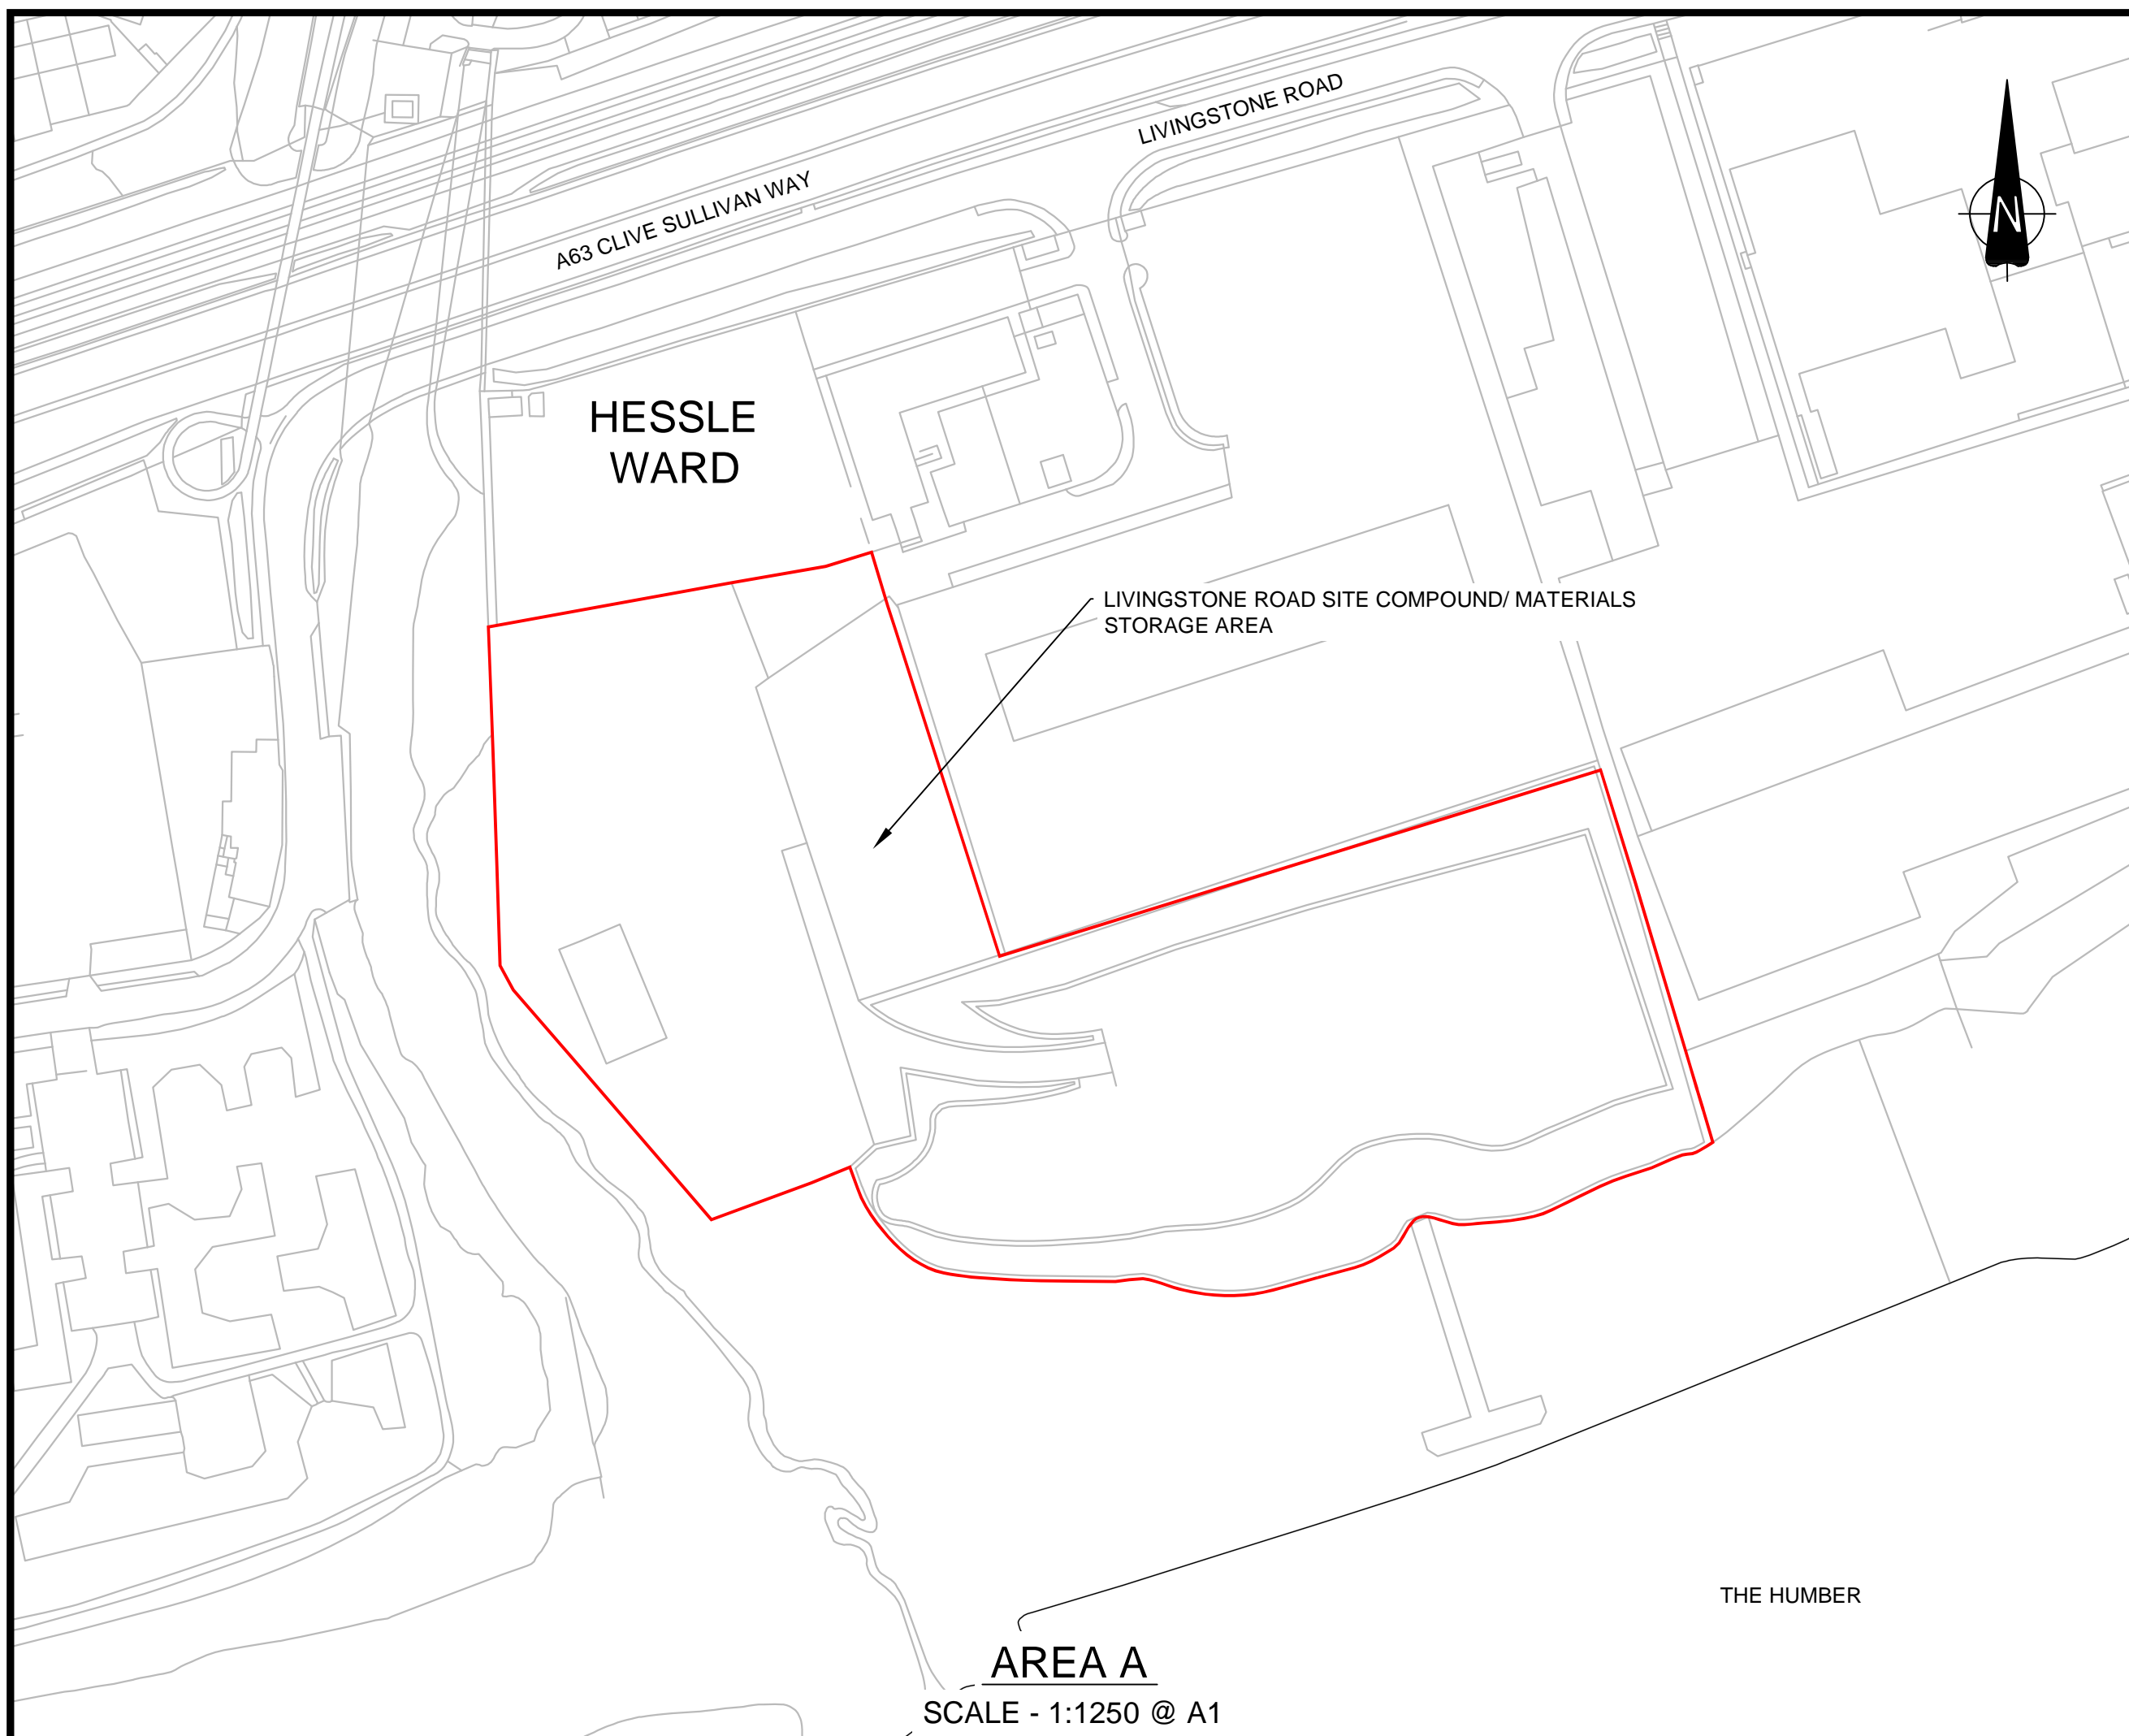 LIVINGSTONE ROAD
A63 CLIVE SULLIVAN WAY
N
HESSLE
WARD
LIVINGSTONE ROAD SITE COMPOUND/ MATERIALS
STORAGE AREA
THE HUMBER
AREA A
SCALE - 1:1250 @ A1